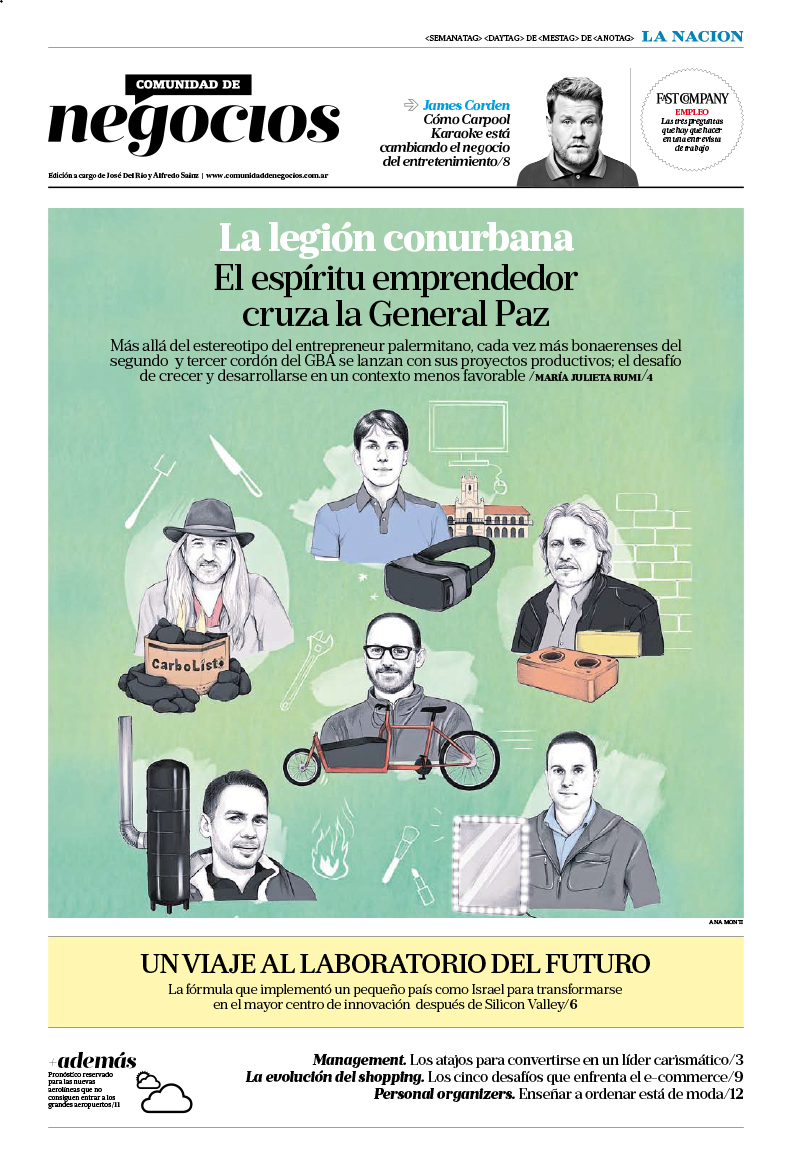 <SEMANATAG> <DAYTAG> DE <MESTAG> DE <ANOTAG> LA NACION
COMUNIDAD DE
negocios
Edición a cargo de José Del Rio y Alfredo Sainz | www.comunidaddenegocios.com.ar
James Corden
Cómo Carpool
Karaoke está
cambiando el negocio
del entretenimiento/8
FAST COMPANY
EMPLEO
Las tres preguntas
que hay que hacer
en una entrevista
de trabajo
La legión conurbana
El espíritu emprendedor
cruza la General Paz
Más allá del estereotipo del entrepreneur palermitano, cada vez más bonaerenses del
segundo y tercer cordón del GBA se lanzan con sus proyectos productivos; el desafío
de crecer y desarrollarse en un contexto menos favorable /MARÍA JULIETA RUMI/4
CarboListo
ANA MONTI
UN VIAJE AL LABORATORIO DEL FUTURO
La fórmula que implementó un pequeño país como Israel para transformarse
en el mayor centro de innovación después de Silicon Valley/6
+además
Pronóstico reservado
para las nuevas
aerolíneas que no
consiguen entrar a los
grandes aeropuertos/11
Management. Los atajos para convertirse en un líder carismático/3
La evolución del shopping. Los cinco desafíos que enfrenta el e-commerce/9
Personal organizers. Enseñar a ordenar está de moda/12